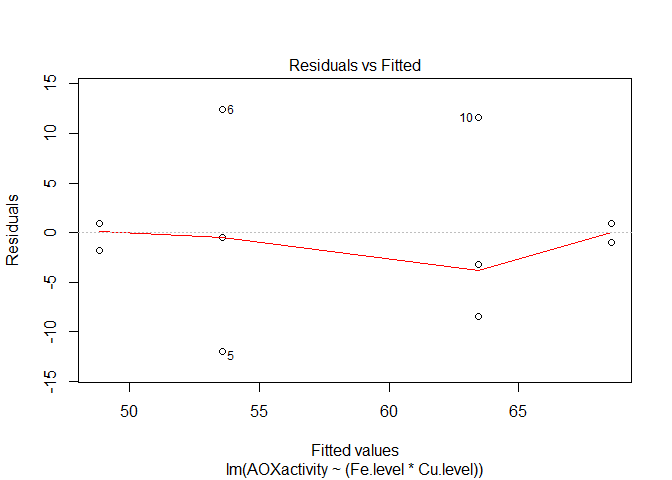 Residuals vs Fitted
Residuals
15
10
5
0
-5
-10
-15
6
10
5
50 55 60 65
Fitted values
lm(AOXactivity ~ (Fe.level * Cu.level))